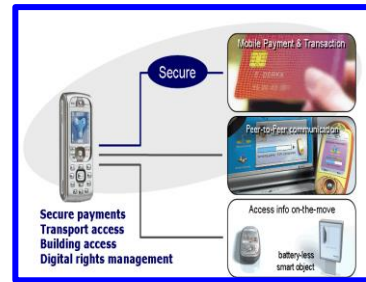 Mobile Payment & Transaction
Secure
Peer-to-Peer communication
Access info on-the-move
battery-less
smart object
Secure payments
Transport access
Building access
Digital rights management